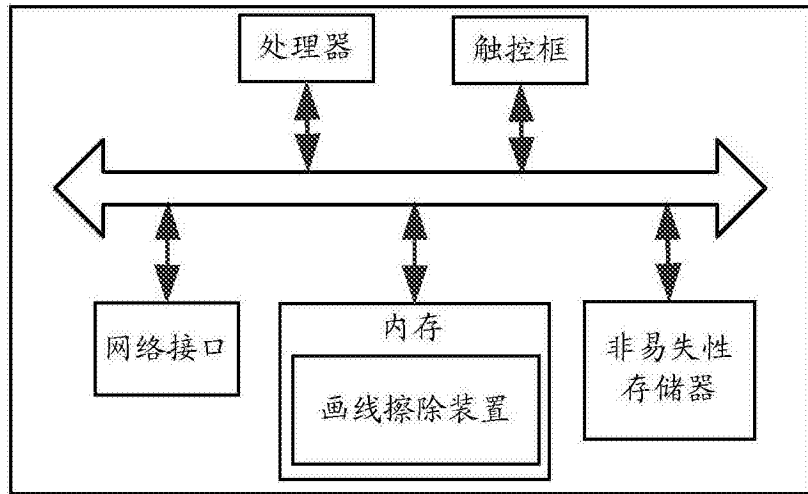 处理器
触控框
网络接口
内存
画线擦除装置
非易失性
存储器